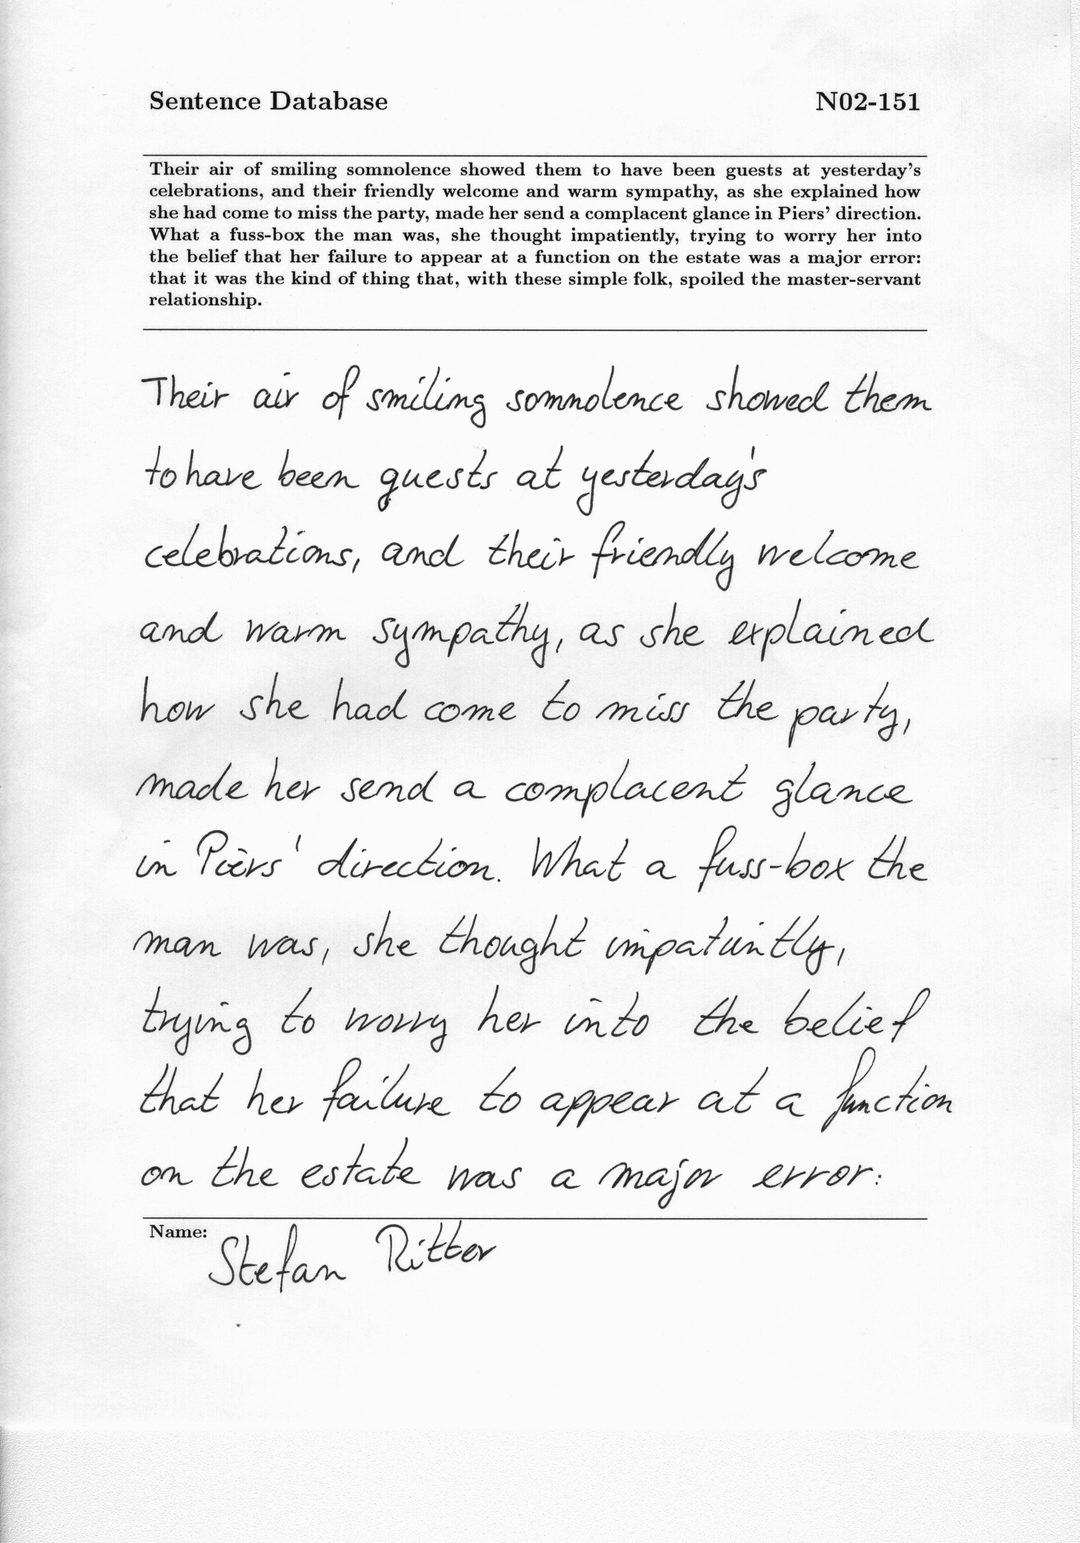 Sentence Database N02-151
Their air of smiling somnolence showed them to have been guests at yesterday's
celebrations, and their friendly welcome and warm sympathy, as she explained how
she had come to miss the party, made her send a complacent glance in Piers' direction.
What a fuss-box the man was, she thought impatiently, trying to worry her into
the belief that her failure to appear at a function on the estate was a major error:
that it was the kind of thing that, with these simple folk, spoiled the master-servant
relationship.
Their air of smiling somnolence showed them
to have been guests at yesterday's
celebrations, and their friendly welcome
and warm sympathy, as she explained
how she had come to miss the party,
made her send a complacent glance
in Piers' direction. What a fuss-box the
man was, she thought impatiently,
trying to worry her into the belief
that her failure to appear at a function
on the estate was a major error:
Name: Stefan Ritter